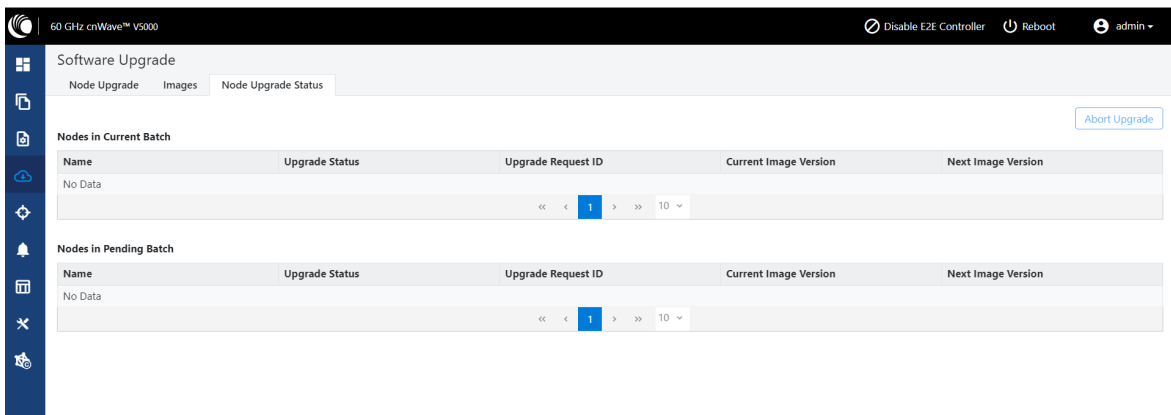 60 GHz cnWave™ V5000 Disable E2E Controller Reboot admin
Software Upgrade
Node Upgrade Images Node Upgrade Status
Abort Upgrade
Nodes in Current Batch
Name Upgrade Status Upgrade Request ID Current Image Version Next Image Version
No Data
« ‹ 1 › » 10
Nodes in Pending Batch
Name Upgrade Status Upgrade Request ID Current Image Version Next Image Version
No Data
« ‹ 1 › » 10